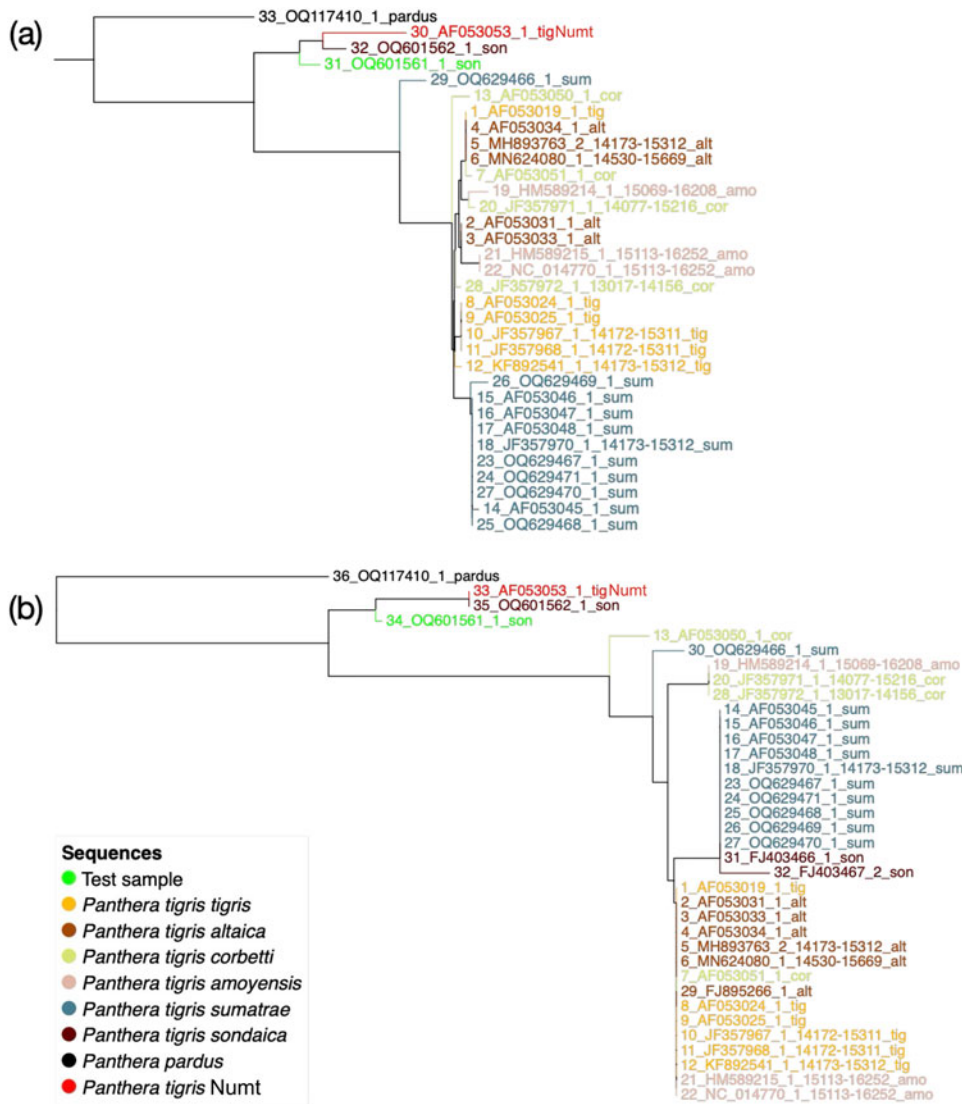 (a)
33_OQ117410_1_pardus
30_AF053053_1_tigNumt
32_OQ601562_1_son
31_OQ601561_1_son
29_OQ629466_1_sum
13_AF053050_1_cor
1_AF053019_1_tig
4_AF053034_1_alt
5_MH893763_2_14173-15312_alt
6_MN624080_1_14530-15669_alt
7_AF053051_1_cor
19_HM589214_1_15069-16208_amo
20_JF357971_1_14077-15216_cor
2_AF053031_1_alt
3_AF053033_1_alt
21_HM589215_1_15113-16252_amo
22_NC_014770_1_15113-16252_amo
28_JF357972_1_13017-14156_cor
8_AF053024_1_tig
9_AF053025_1_tig
10_JF357967_1_14172-15311_tig
11_JF357968_1_14172-15311_tig
12_KF892541_1_14173-15312_tig
26_OQ629469_1_sum
15_AF053046_1_sum
16_AF053047_1_sum
17_AF053048_1_sum
18_JF357970_1_14173-15312_sum
23_OQ629467_1_sum
24_OQ629471_1_sum
27_OQ629470_1_sum
14_AF053045_1_sum
25_OQ629468_1_sum
(b)
36_OQ117410_1_pardus
33_AF053053_1_tigNumt
35_OQ601562_1_son
34_OQ601561_1_son
13_AF053050_1_cor
30_OQ629466_1_sum
19_HM589214_1_15069-16208_amo
20_JF357971_1_14077-15216_cor
28_JF357972_1_13017-14156_cor
14_AF053045_1_sum
15_AF053046_1_sum
16_AF053047_1_sum
17_AF053048_1_sum
18_JF357970_1_14173-15312_sum
23_OQ629467_1_sum
24_OQ629471_1_sum
25_OQ629468_1_sum
26_OQ629469_1_sum
27_OQ629470_1_sum
31_FJ403466_1_son
32_FJ403467_2_son
1_AF053019_1_tig
2_AF053031_1_alt
3_AF053033_1_alt
4_AF053034_1_alt
5_MH893763_2_14173-15312_alt
6_MN624080_1_14530-15669_alt
7_AF053051_1_cor
29_FJ895266_1_alt
8_AF053024_1_tig
9_AF053025_1_tig
10_JF357967_1_14172-15311_tig
11_JF357968_1_14172-15311_tig
12_KF892541_1_14173-15312_tig
21_HM589215_1_15113-16252_amo
22_NC_014770_1_15113-16252_amo
Sequences
Test sample
Panthera tigris tigris
Panthera tigris altaica
Panthera tigris corbetti
Panthera tigris amoyensis
Panthera tigris sumatrae
Panthera tigris sondaica
Panthera pardus
Panthera tigris Numt